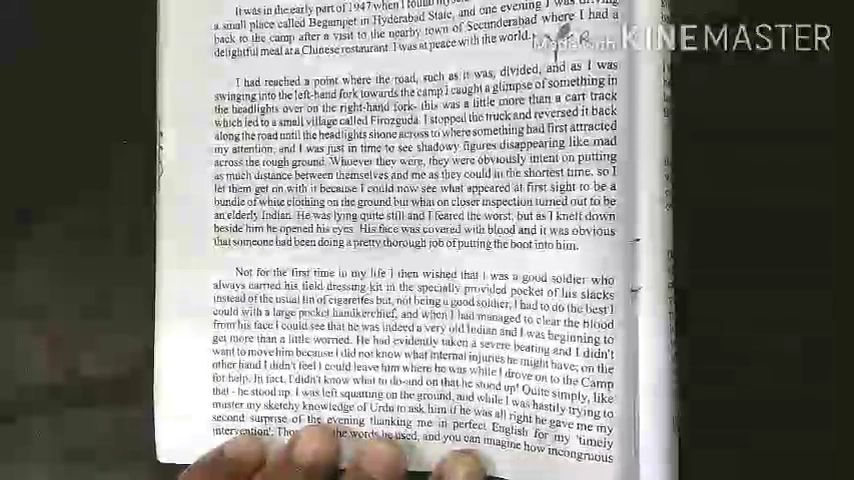 It was in the early part of 1947 when I found
a small place called Begumpet in Hyderabad State, and one evening I was driving
back to the camp after a visit to the nearby town of Secunderabad where I had a
delightful meal at a Chinese restaurant. I was at peace with the world.
Made with KINEMASTER
I had reached a point where the road, such as it was, divided, and as I was
swinging into the left-hand fork towards the camp I caught a glimpse of something in
the headlights over on the right-hand fork- this was a little more than a cart track
which led to a small village called Firozguda. I stopped the truck and reversed it back
along the road until the headlights shone across to where something had first attracted
my attention, and I was just in time to see shadowy figures disappearing like mad
across the rough ground. Whoever they were, they were obviously intent on putting
as much distance between themselves and me as they could in the shortest time, so I
let them get on with it because I could now see what appeared at first sight to be a
bundle of white clothing on the ground but what on closer inspection turned out to be
an elderly Indian. He was lying quite still and I feared the worst, but as I knelt down
beside him he opened his eyes. His face was covered with blood and it was obvious
that someone had been doing a pretty thorough job of putting the boot into him.
Not for the first time in my life I then wished that I was a good soldier who
always carried his field dressing kit in the specially provided pocket of his slacks
instead of the usual tin of cigarettes but, not being a good soldier, I had to do the best I
could with a large pocket handkerchief, and when I had managed to clear the blood
from his face I could see that he was indeed a very old Indian and I was beginning to
get more than a little worried. He had evidently taken a severe beating and I didn't
want to move him because I did not know what internal injuries he might have; on the
other hand I didn't feel I could leave him where he was while I drove on to the Camp
for help. In fact, I didn't know what to do-and on that he stood up! Quite simply, like
that - he stood up. I was left squatting on the ground, and while I was hastily trying to
muster my sketchy knowledge of Urdu to ask him if he was all right he gave me my
second surprise of the evening thanking me in perfect English for my 'timely
intervention'. the words he used, and you can imagine how incongruous